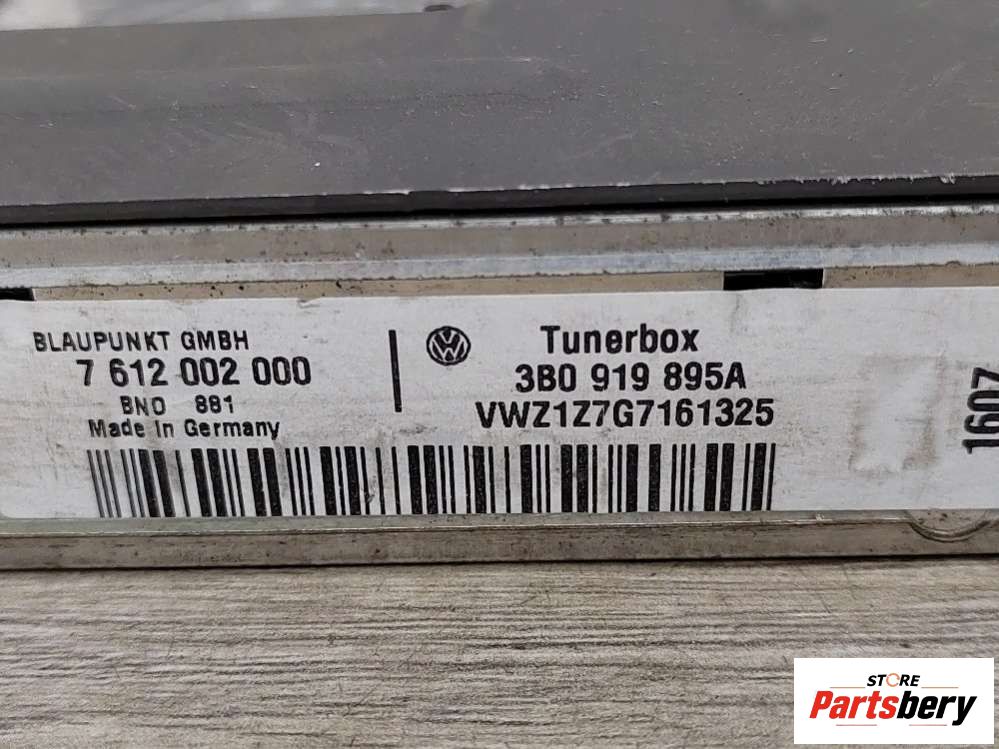 BLAUPUNKT GMBH
7 612 002 000
BNO 881
Made in Germany
Tunerbox
3B0 919 895A
VWZ1Z7G7161325
1607
STORE
Partsbery